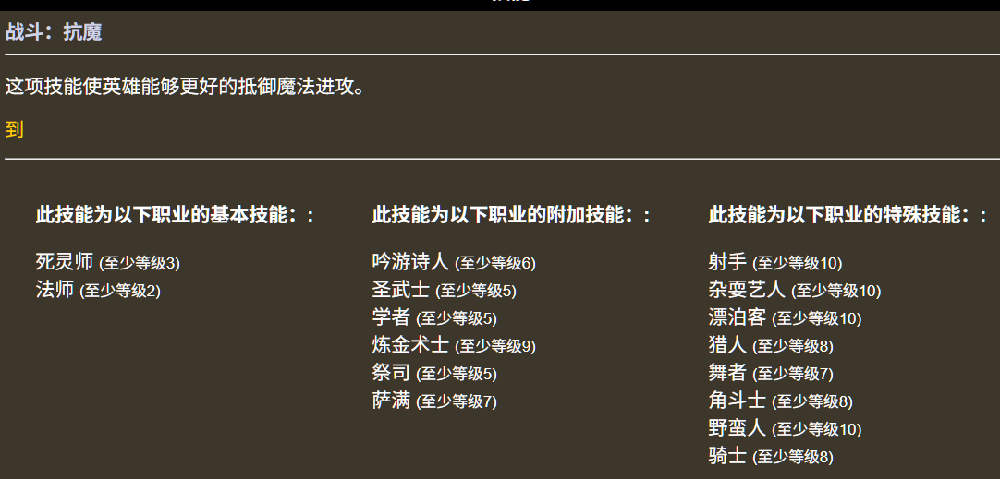 战斗：抗魔
这项技能使英雄能够更好的抵御魔法进攻。
到
此技能为以下职业的基本技能：:
死灵师 (至少等级3)
法师 (至少等级2)
此技能为以下职业的附加技能：:
吟游诗人 (至少等级6)
圣武士 (至少等级5)
学者 (至少等级5)
炼金术士 (至少等级9)
祭司 (至少等级5)
萨满 (至少等级7)
此技能为以下职业的特殊技能：:
射手 (至少等级10)
杂耍艺人 (至少等级10)
漂泊客 (至少等级10)
猎人 (至少等级8)
舞者 (至少等级7)
角斗士 (至少等级8)
野蛮人 (至少等级10)
骑士 (至少等级8)